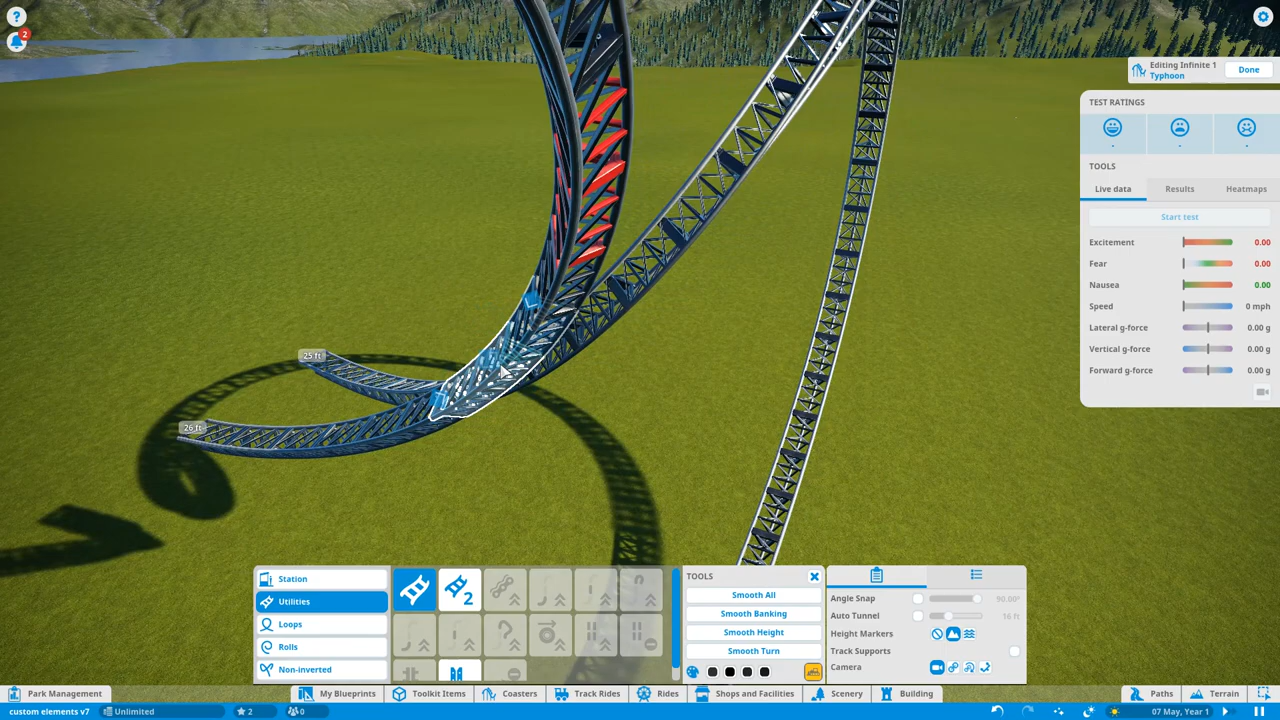 ?
2
Editing Infinite 1
Typhoon
Done
TEST RATINGS
-
-
-
TOOLS
Live data
Results
Heatmaps
Start test
Excitement
0.00
Fear
0.00
Nausea
0.00
Speed
0 mph
Lateral g-force
0.00 g
Vertical g-force
0.00 g
Forward g-force
0.00 g
25 ft
26 ft
Station
Utilities
Loops
Rolls
Non-inverted
2
TOOLS
Smooth All
Smooth Banking
Smooth Height
Smooth Turn
Angle Snap
90.00°
Auto Tunnel
16 ft
Height Markers
Track Supports
Camera
Park Management
My Blueprints
Toolkit Items
Coasters
Track Rides
Rides
Shops and Facilities
Scenery
Building
Paths
Terrain
custom elements v7
Unlimited
2
0
07 May, Year 1